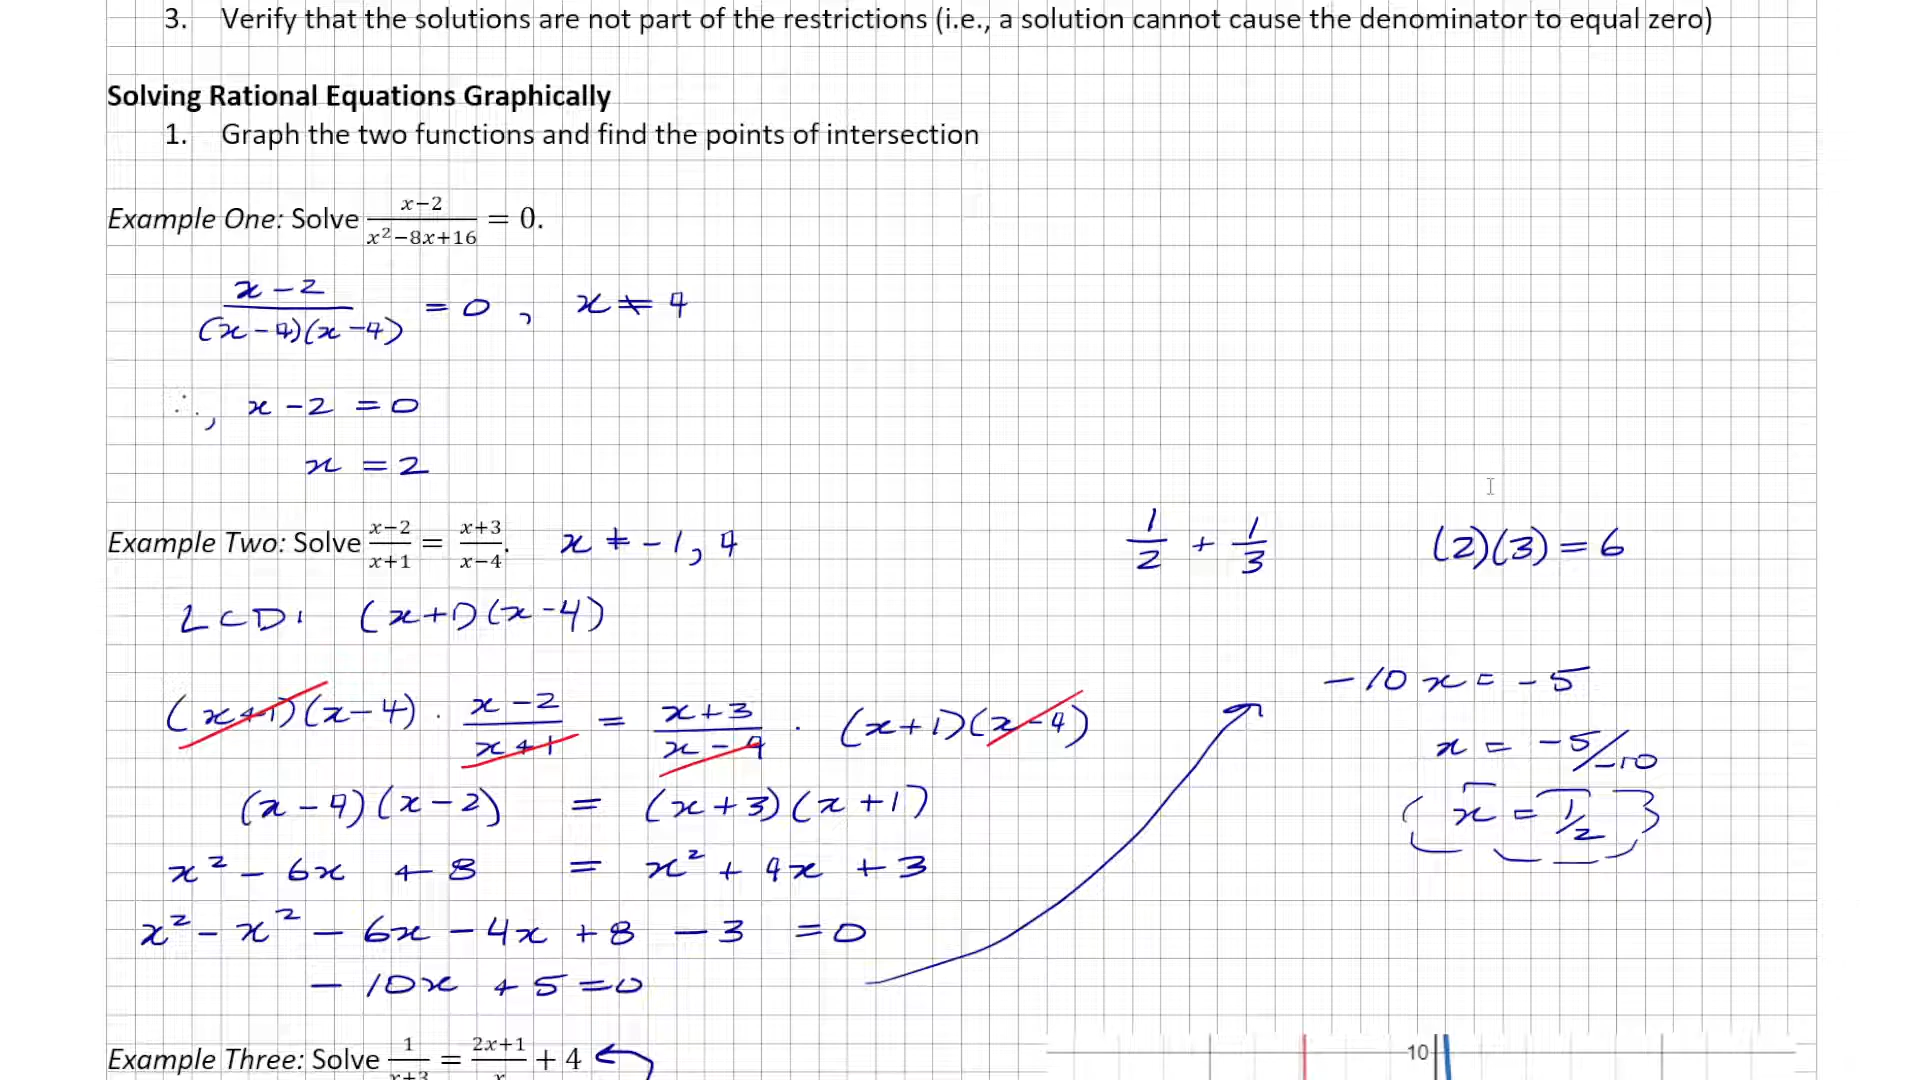 3. Verify that the solutions are not part of the restrictions (i.e., a solution cannot cause the denominator to equal zero)
Solving Rational Equations Graphically
1. Graph the two functions and find the points of intersection
Example One: Solve (x−2)/(x²−8x+16) = 0.
(x−2)/((x−4)(x−4)) = 0, x ≠ 4
∴, x − 2 = 0
x = 2
Example Two: Solve (x−2)/(x+1) = (x+3)/(x−4). x ≠ −1, 4
1/2 + 1/3 (2)(3) = 6
LCD: (x+1)(x−4)
(x+1)(x−4) · (x−2)/(x+1) = (x+3)/(x−4) · (x+1)(x−4)
(x−4)(x−2) = (x+3)(x+1)
x² − 6x + 8 = x² + 4x + 3
x² − x² − 6x − 4x + 8 − 3 = 0
−10x + 5 = 0
−10x = −5
x = −5/−10
x = 1/2
Example Three: Solve 1/(x+3) = (2x+1)/x + 4
10